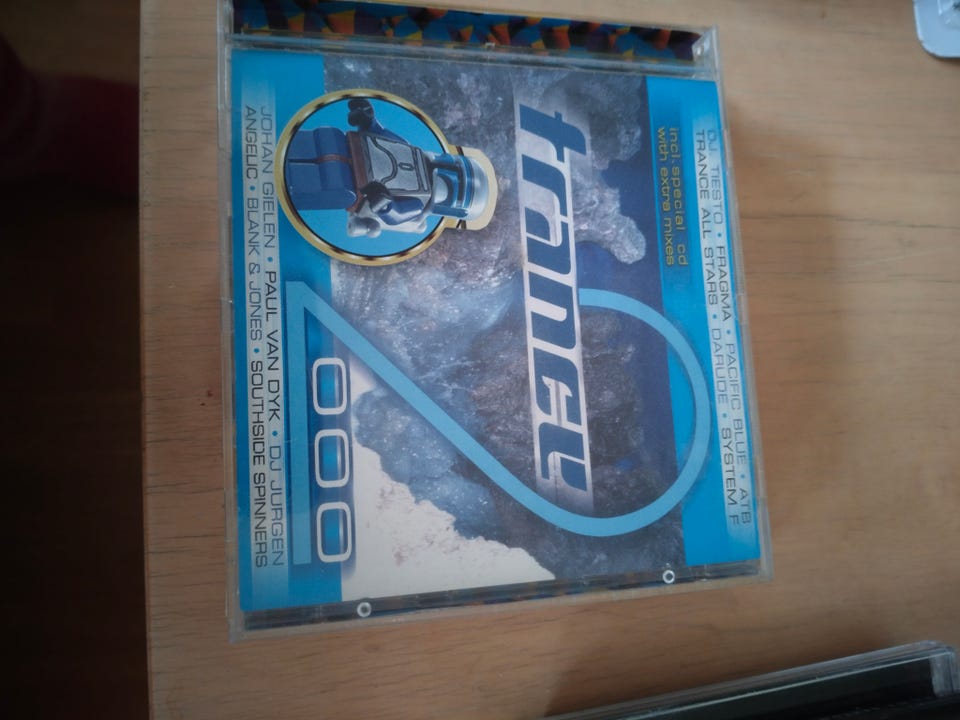 DJ TIESTO • FRAGMA • PACIFIC BLUE • ATB
TRANCE ALL STARS • DARUDE • SYSTEM F
incl. special cd
with extra mixes
trancy
2000
JOHAN GIELEN • PAUL VAN DYK • DJ JURGEN
ANGELIC • BLANK & JONES • SOUTHSIDE SPINNERS